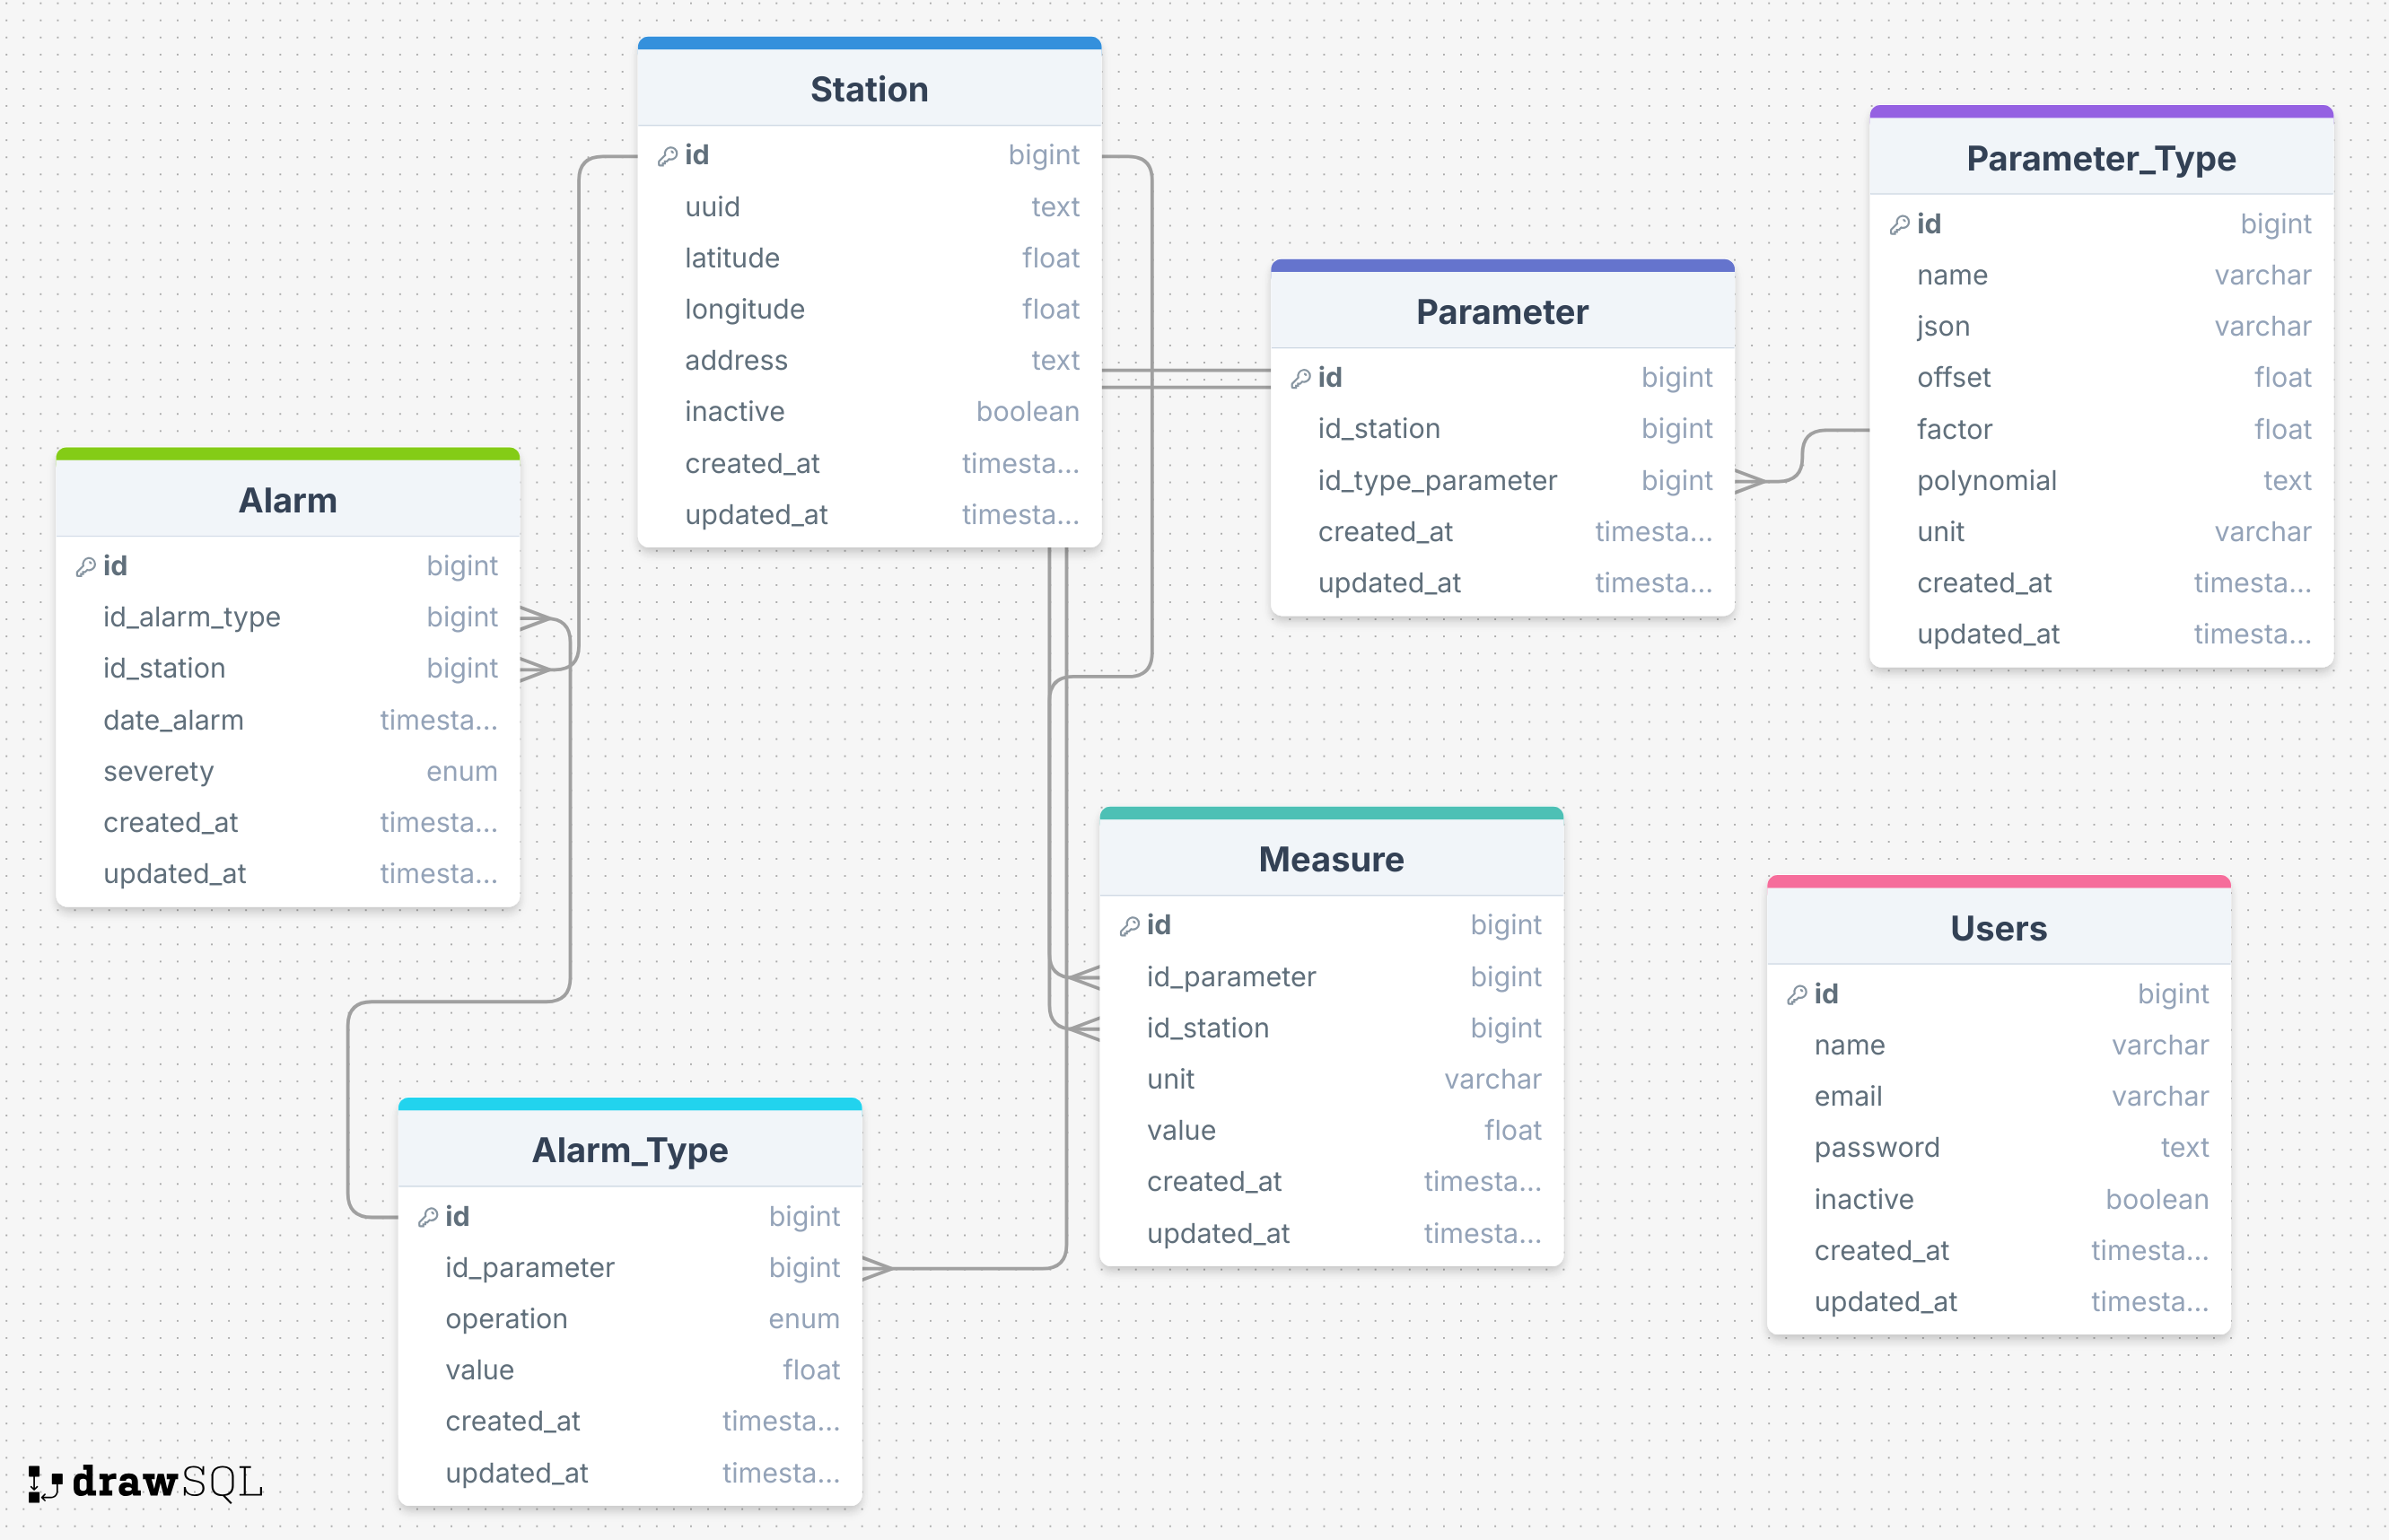 Station
id bigint
uuid text
latitude float
longitude float
address text
inactive boolean
created_at timesta...
updated_at timesta...
Parameter_Type
id bigint
name varchar
json varchar
offset float
factor float
polynomial text
unit varchar
created_at timesta...
updated_at timesta...
Parameter
id bigint
id_station bigint
id_type_parameter bigint
created_at timesta...
updated_at timesta...
Alarm
id bigint
id_alarm_type bigint
id_station bigint
date_alarm timesta...
severety enum
created_at timesta...
updated_at timesta...
Measure
id bigint
id_parameter bigint
id_station bigint
unit varchar
value float
created_at timesta...
updated_at timesta...
Users
id bigint
name varchar
email varchar
password text
inactive boolean
created_at timesta...
updated_at timesta...
Alarm_Type
id bigint
id_parameter bigint
operation enum
value float
created_at timesta...
updated_at timesta...
drawSQL